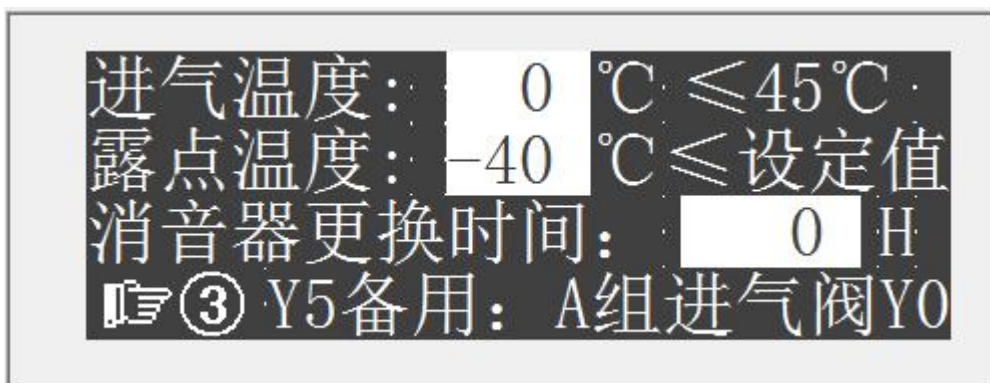 进气温度: 0 ℃ ≤45℃
露点温度: -40 ℃≤设定值
消音器更换时间: 0 H
☞③ Y5备用: A组进气阀Y0